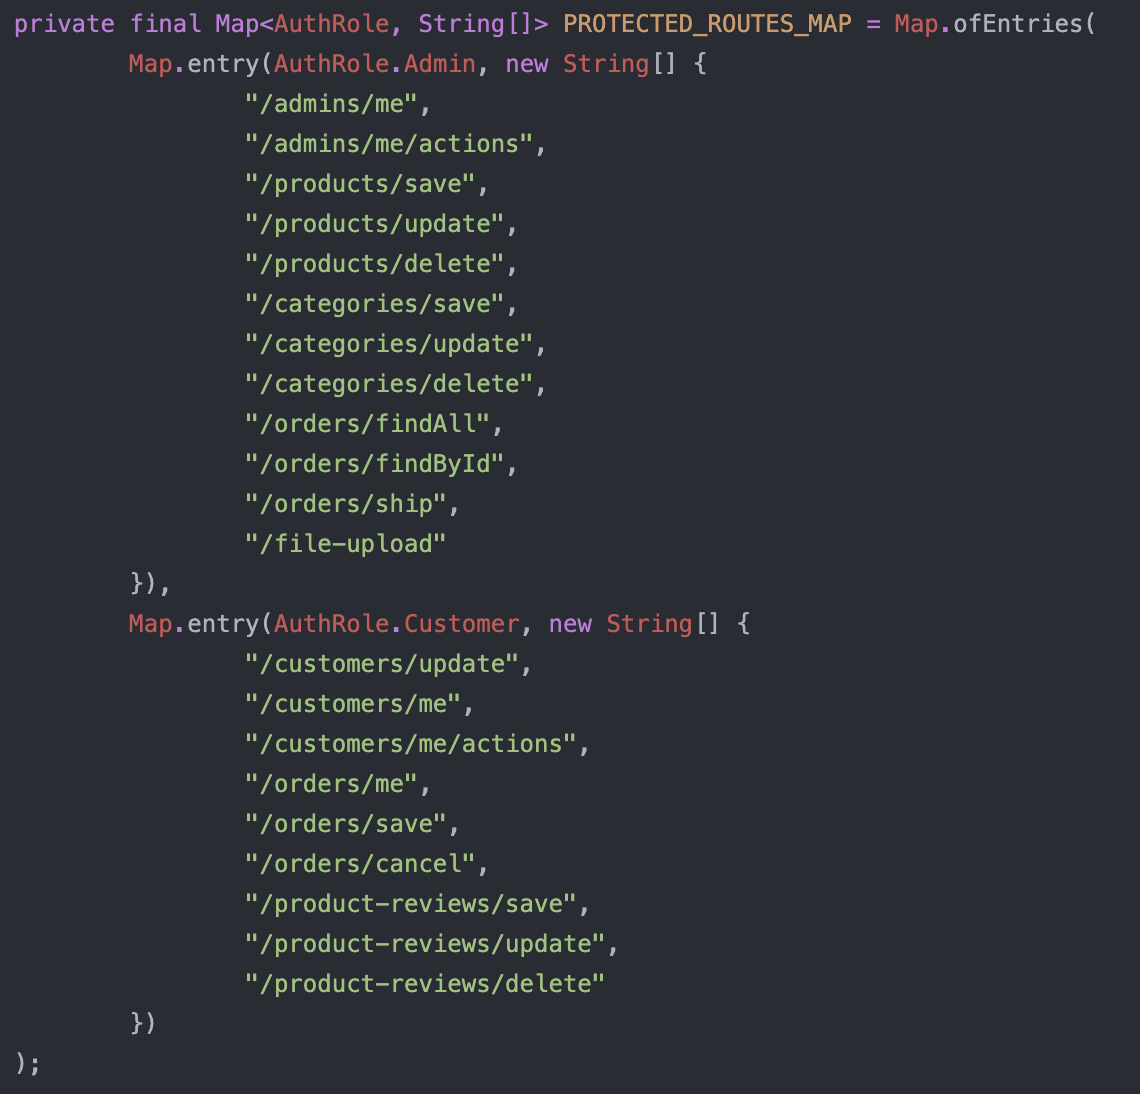 private final Map<AuthRole, String[]> PROTECTED_ROUTES_MAP = Map.ofEntries(
        Map.entry(AuthRole.Admin, new String[] {
                "/admins/me",
                "/admins/me/actions",
                "/products/save",
                "/products/update",
                "/products/delete",
                "/categories/save",
                "/categories/update",
                "/categories/delete",
                "/orders/findAll",
                "/orders/findById",
                "/orders/ship",
                "/file-upload"
        }),
        Map.entry(AuthRole.Customer, new String[] {
                "/customers/update",
                "/customers/me",
                "/customers/me/actions",
                "/orders/me",
                "/orders/save",
                "/orders/cancel",
                "/product-reviews/save",
                "/product-reviews/update",
                "/product-reviews/delete"
        })
);